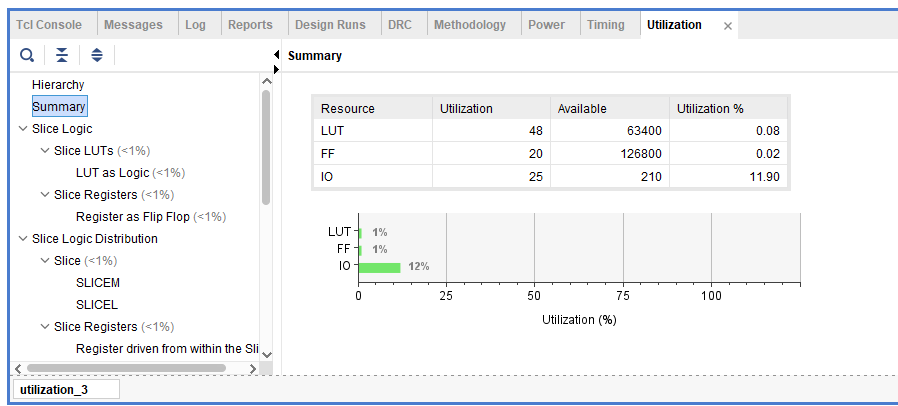 Tcl Console Messages Log Reports Design Runs DRC Methodology Power Timing Utilization ×
Summary
Hierarchy
Summary
Slice Logic
Slice LUTs (<1%)
LUT as Logic (<1%)
Slice Registers (<1%)
Register as Flip Flop (<1%)
Slice Logic Distribution
Slice (<1%)
SLICEM
SLICEL
Slice Registers (<1%)
Register driven from within the Sli
Resource Utilization Available Utilization %
LUT 48 63400 0.08
FF 20 126800 0.02
IO 25 210 11.90
LUT 1%
FF 1%
IO 12%
0 25 50 75 100
Utilization (%)
utilization_3